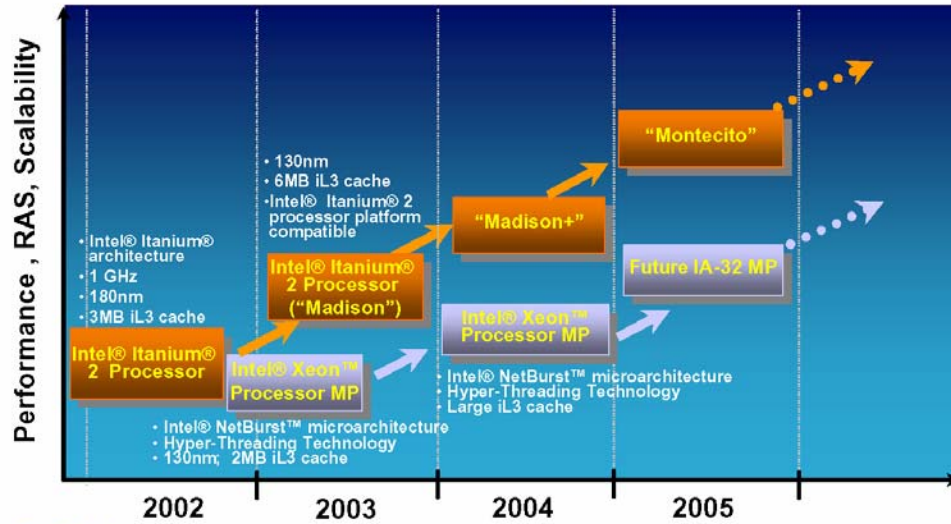 Performance , RAS, Scalability
• Intel® Itanium®
architecture
• 1 GHz
• 180nm
• 3MB iL3 cache
Intel® Itanium®
2 Processor
• Intel® NetBurst™ microarchitecture
• Hyper-Threading Technology
• 130nm; 2MB iL3 cache
Intel® Xeon™
Processor MP
• 130nm
• 6MB iL3 cache
•Intel® Itanium® 2
processor platform
compatible
Intel® Itanium®
2 Processor
(“Madison”)
“Madison+”
Intel® Xeon™
Processor MP
• Intel® NetBurst™ microarchitecture
• Hyper-Threading Technology
• Large iL3 cache
“Montecito”
Future IA-32 MP
2002
2003
2004
2005